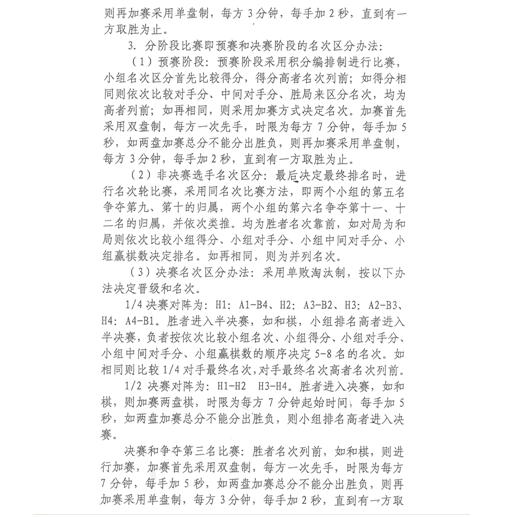 则再加赛采用单盘制，每方3分钟，每手加2秒，直到有一
方取胜为止。
3. 分阶段比赛即预赛和决赛阶段的名次区分办法：
（1）预赛阶段：预赛阶段采用积分编排制进行比赛，
小组名次区分首先比较得分，得分高者名次列前；如得分相
同则依次比较对手分、中间对手分、胜局来区分名次，均为
高者列前；如再相同，则采用加赛方式决定名次。加赛首先
采用双盘制，每方一次先手，时限为每方7分钟，每手加5
秒，如两盘加赛总分不能分出胜负，则再加赛采用单盘制，
每方3分钟，每手加2秒，直到有一方取胜为止。
（2）非决赛选手名次区分：最后决定最终排名时，进
行名次轮比赛，采用同名次比赛方法，即两个小组的第五名
争夺第九、第十的归属，两个小组的第六名争夺第十一、十
二名的归属，并依次类推。均为胜者名次靠前，如对局为和
局则依次比较小组得分、小组对手分、小组中间对手分、小
组赢棋数决定排名。如再相同，则为并列名次。
（3）决赛名次区分办法：采用单败淘汰制，按以下办
法决定晋级和名次。
1/4决赛对阵为：H1：A1-B4、H2：A3-B2、H3；A2-B3、
H4：A4-B1。胜者进入半决赛，如和棋，小组排名高者进入
半决赛，负者按依次比较小组名次、小组得分、小组对手分、
小组中间对手分、小组赢棋数的顺序决定5-8名的名次。如
相同则比较1/4对手最终名次，对手最终名次高者名次列前。
1/2 决赛对阵为：H1-H2 H3-H4。胜者进入决赛，如和
棋，则加赛两盘棋，时限为每方7分钟起始时间，每手加5
秒，如两盘加赛总分不能分出胜负，则小组排名高者进入决
赛。
决赛和争夺第三名比赛：胜者名次列前，如和棋，则进
行加赛，加赛首先采用双盘制，每方一次先手，时限为每方
7分钟，每手加5秒，如两盘加赛总分不能分出胜负，则再
加赛采用单盘制，每方3分钟，每手加2秒，直到有一方取